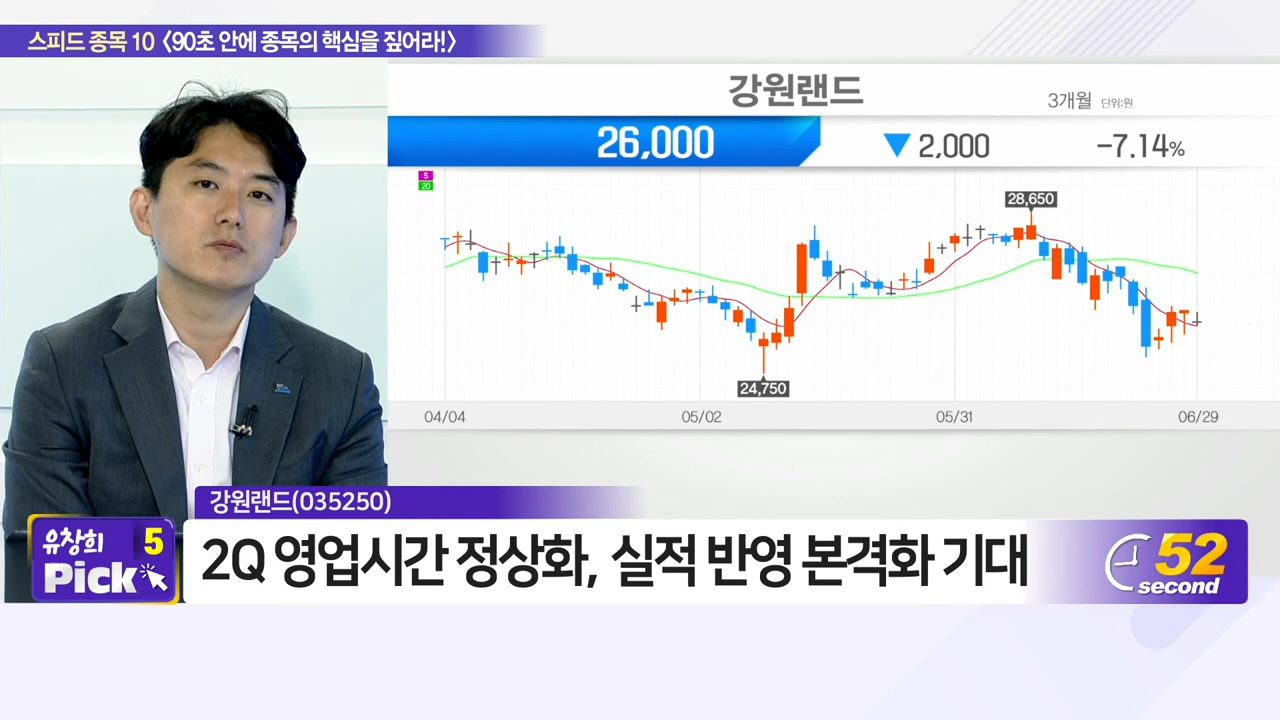 스피드 종목 10 〈90초 안에 종목의 핵심을 짚어라!〉
강원랜드
3개월 단위:원
26,000 ▼ 2,000 -7.14%
5
20
28,650
24,750
04/04 05/02 05/31 06/29
강원랜드(035250)
유창희 5
Pick
2Q 영업시간 정상화, 실적 반영 본격화 기대
52
second